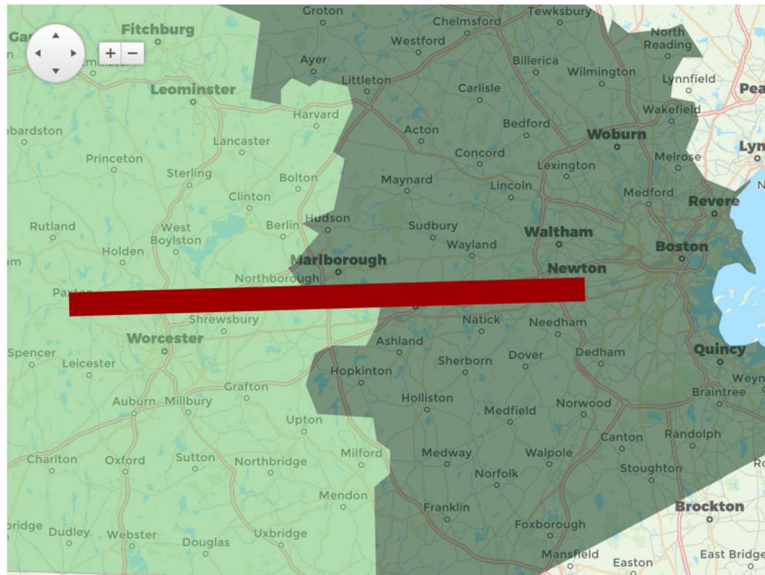 Groton
Tewksbury
Fitchburg
Chelmsford
Westford
North
Reading
Ayer
Billerica
Wilmington
Littleton
Lynnfield
Leominster
Carlisle
Harvard
Wakefield
Bedford
Acton
Woburn
Lancaster
Concord
Melrose
Princeton
Lexington
Sterling
Bolton
Maynard
Lincoln
Medford
Clinton
Revere
Rutland
West
Boylston
Berlin
Hudson
Sudbury
Waltham
Holden
Wayland
Boston
Marlborough
Newton
Northborough
Shrewsbury
Natick
Needham
Worcester
Ashland
Quincy
Spencer
Leicester
Hopkinton
Sherborn
Dover
Dedham
Grafton
Auburn
Millbury
Holliston
Norwood
Braintree
Medfield
Upton
Canton
Randolph
Charlton
Oxford
Sutton
Northbridge
Milford
Medway
Walpole
Stoughton
Norfolk
Mendon
Franklin
Brockton
Dudley
Webster
Douglas
Uxbridge
Foxborough
Mansfield
Easton
East Bridge